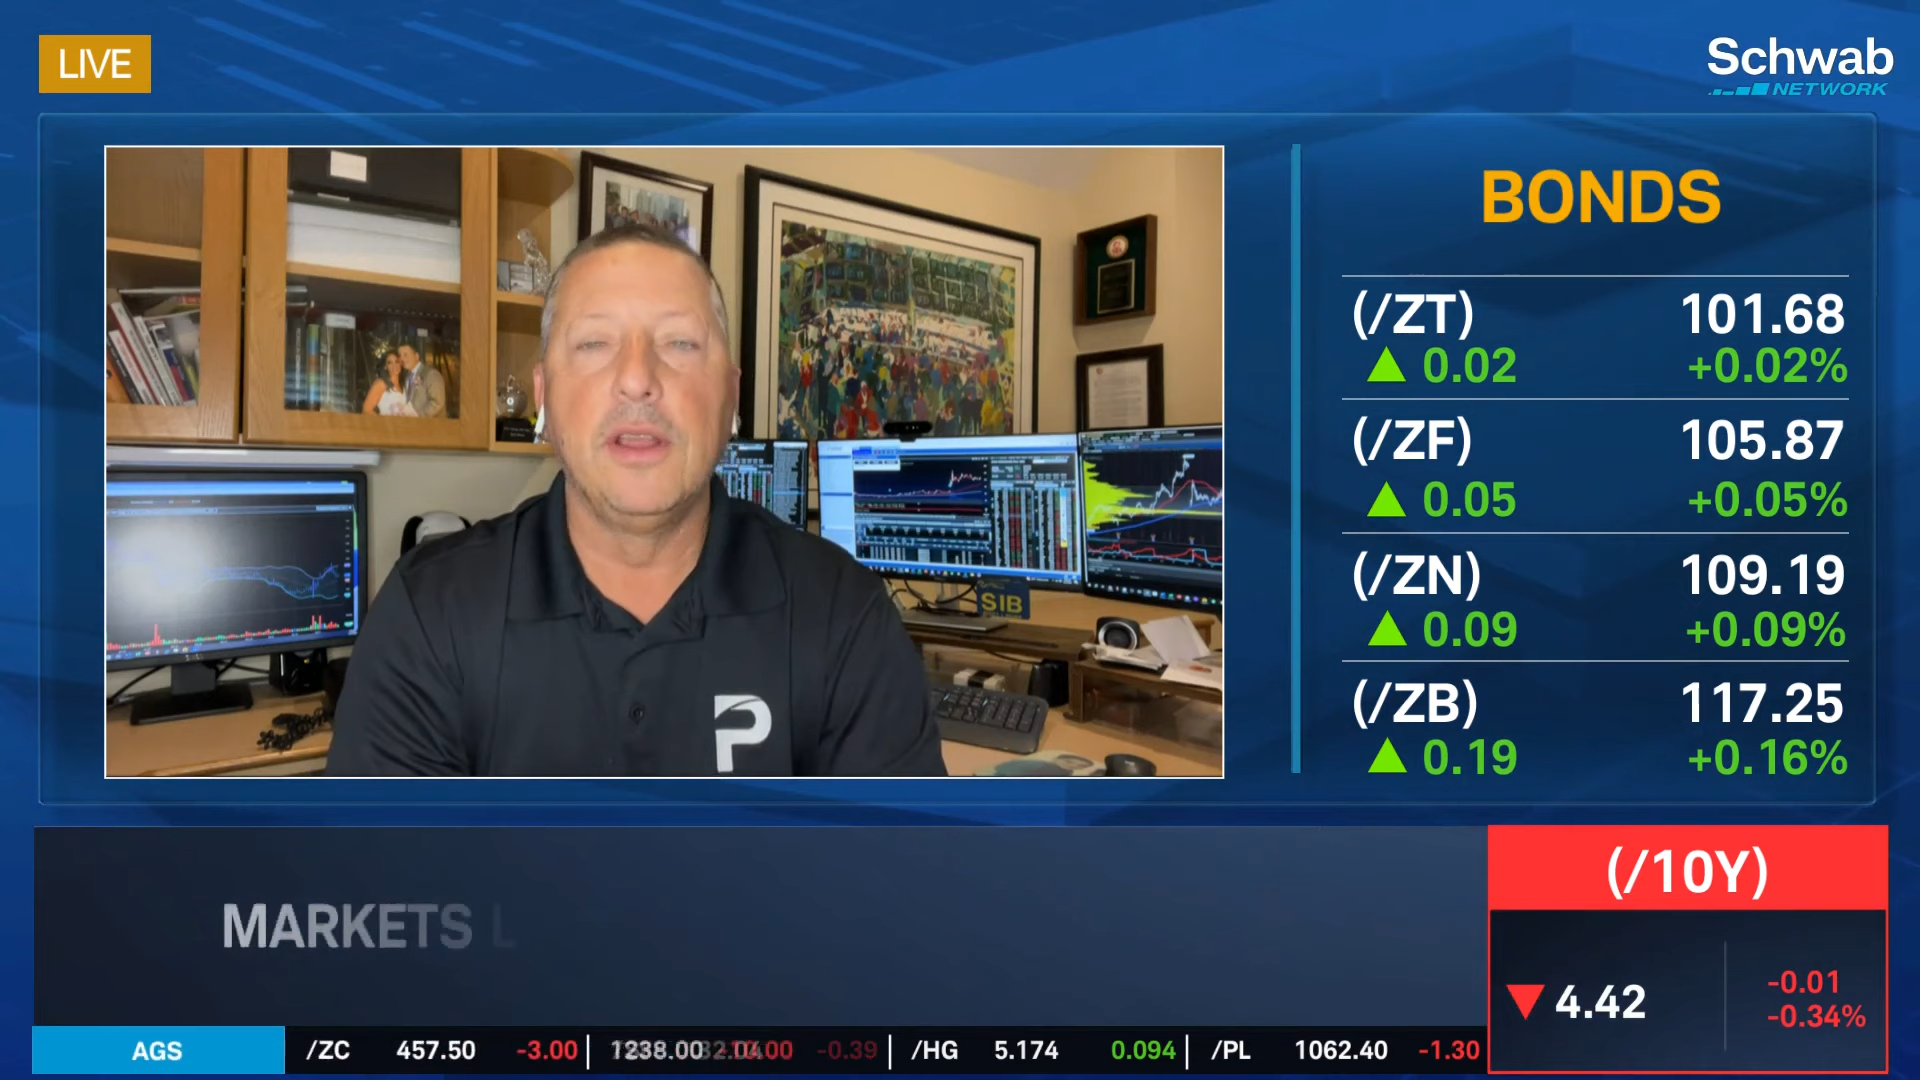 LIVE
Schwab
NETWORK
BONDS
(/ZT) 101.68
0.02 +0.02%
(/ZF) 105.87
0.05 +0.05%
(/ZN) 109.19
0.09 +0.09%
(/ZB) 117.25
0.19 +0.16%
SIB
P
MARKETS L
(/10Y)
4.42
-0.01
-0.34%
AGS /ZC 457.50 -3.00 -0.39 /HG 5.174 0.094 /PL 1062.40 -1.30